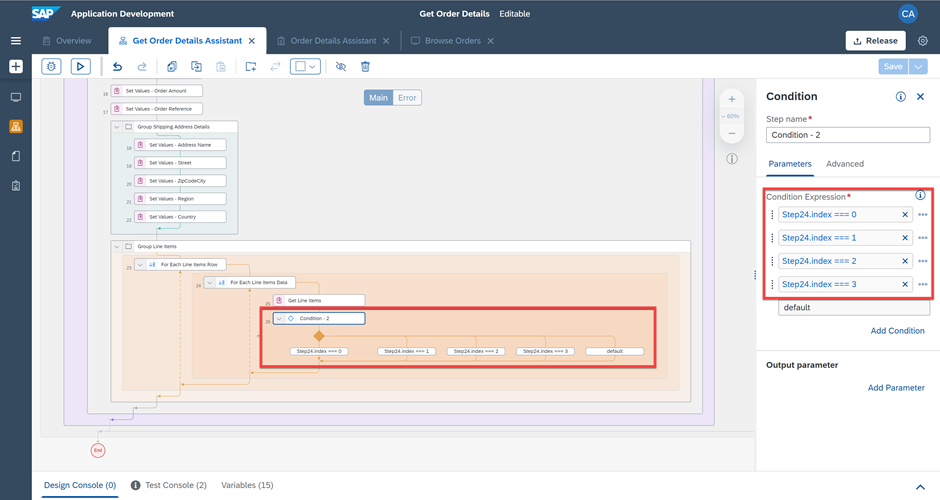 SAP Application Development Get Order Details Editable CA
Overview Get Order Details Assistant Order Details Assistant Browse Orders Release
Save
Main Error
60%
16 Set Values - Order Amount
17 Set Values - Order Reference
Group Shipping Address Details
18 Set Values - Address Name
19 Set Values - Street
20 Set Values - ZipCodeCity
21 Set Values - Region
22 Set Values - Country
Group Line Items
23 For Each Line Items Row
24 For Each Line Items Data
25 Get Line Items
26 Condition - 2
Step24.index === 0 Step24.index === 1 Step24.index === 2 Step24.index === 3 default
End
Condition
Step name*
Condition - 2
Parameters Advanced
Condition Expression*
Step24.index === 0
Step24.index === 1
Step24.index === 2
Step24.index === 3
default
Add Condition
Output parameter
Add Parameter
Design Console (0) Test Console (2) Variables (15)